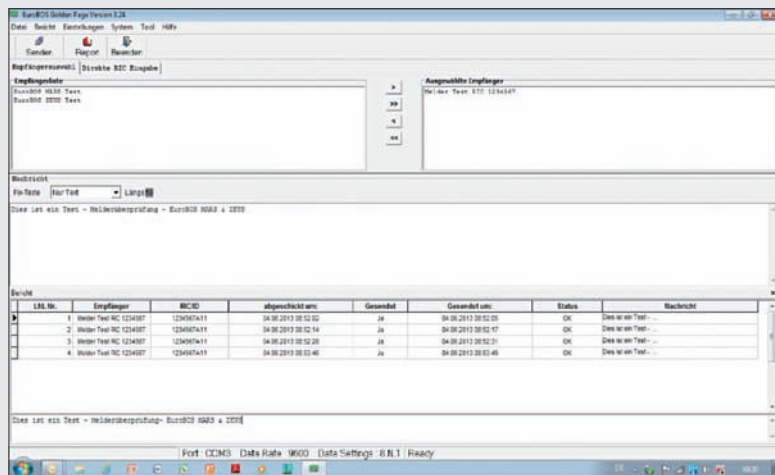 EuroBOS Golden Page Version 3.24
Datei Bericht Einstellungen System Tool Hilfe
Senden Report Beenden
Empfängerauswahl Direkte RIC Eingabe
Empfängerliste
EuroBOS MARS Test
EuroBOS ZEUS Test
> >> < <<
Ausgewählte Empfänger
Melder Test RIC 1234567
Nachricht
Fix-Texte Nur Text Länge
Dies ist ein Test - Melderüberprüfung - EuroBOS MARS & ZEUS
Bericht
Lfd. Nr. Empfänger RIC/ID abgeschickt um: Gesendet Gesendet um: Status Nachricht
1 Melder Test RIC 1234567 1234567A11 04.06.2013 08:52:02 Ja 04.06.2013 08:52:05 OK Dies ist ein Test - ...
2 Melder Test RIC 1234567 1234567A11 04.06.2013 08:52:14 Ja 04.06.2013 08:52:17 OK Dies ist ein Test - ...
3 Melder Test RIC 1234567 1234567A11 04.06.2013 08:52:28 Ja 04.06.2013 08:52:31 OK Dies ist ein Test - ...
4 Melder Test RIC 1234567 1234567A11 04.06.2013 08:53:46 Ja 04.06.2013 08:53:49 OK Dies ist ein Test - ...
Dies ist ein Test - Melderüberprüfung- EuroBOS MARS & ZEUS
Port : COM3 Data Rate : 9600 Data Settings : 8.N.1 Ready
DE